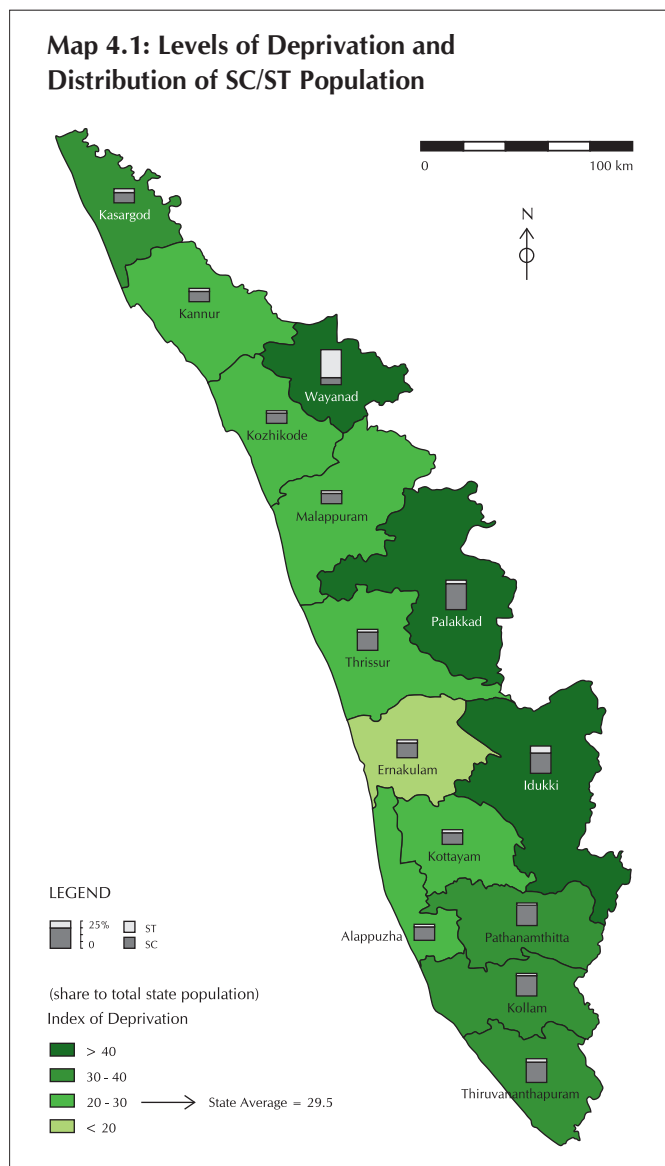 Map 4.1: Levels of Deprivation and
Distribution of SC/ST Population
0 100 km
N
Kasargod
Kannur
Wayanad
Kozhikode
Malappuram
Palakkad
Thrissur
Ernakulam
Idukki
Kottayam
Alappuzha
Pathanamthitta
Kollam
Thiruvananthapuram
LEGEND
25% ST
0 SC
(share to total state population)
Index of Deprivation
> 40
30 - 40
20 - 30 State Average = 29.5
< 20